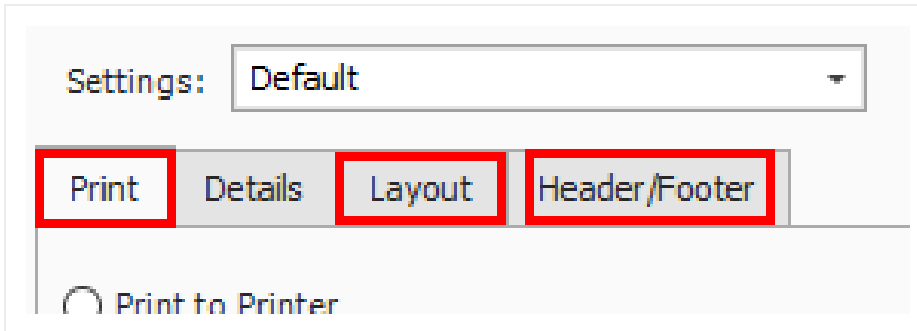 Settings: Default
Print Details Layout Header/Footer
Print to Printer